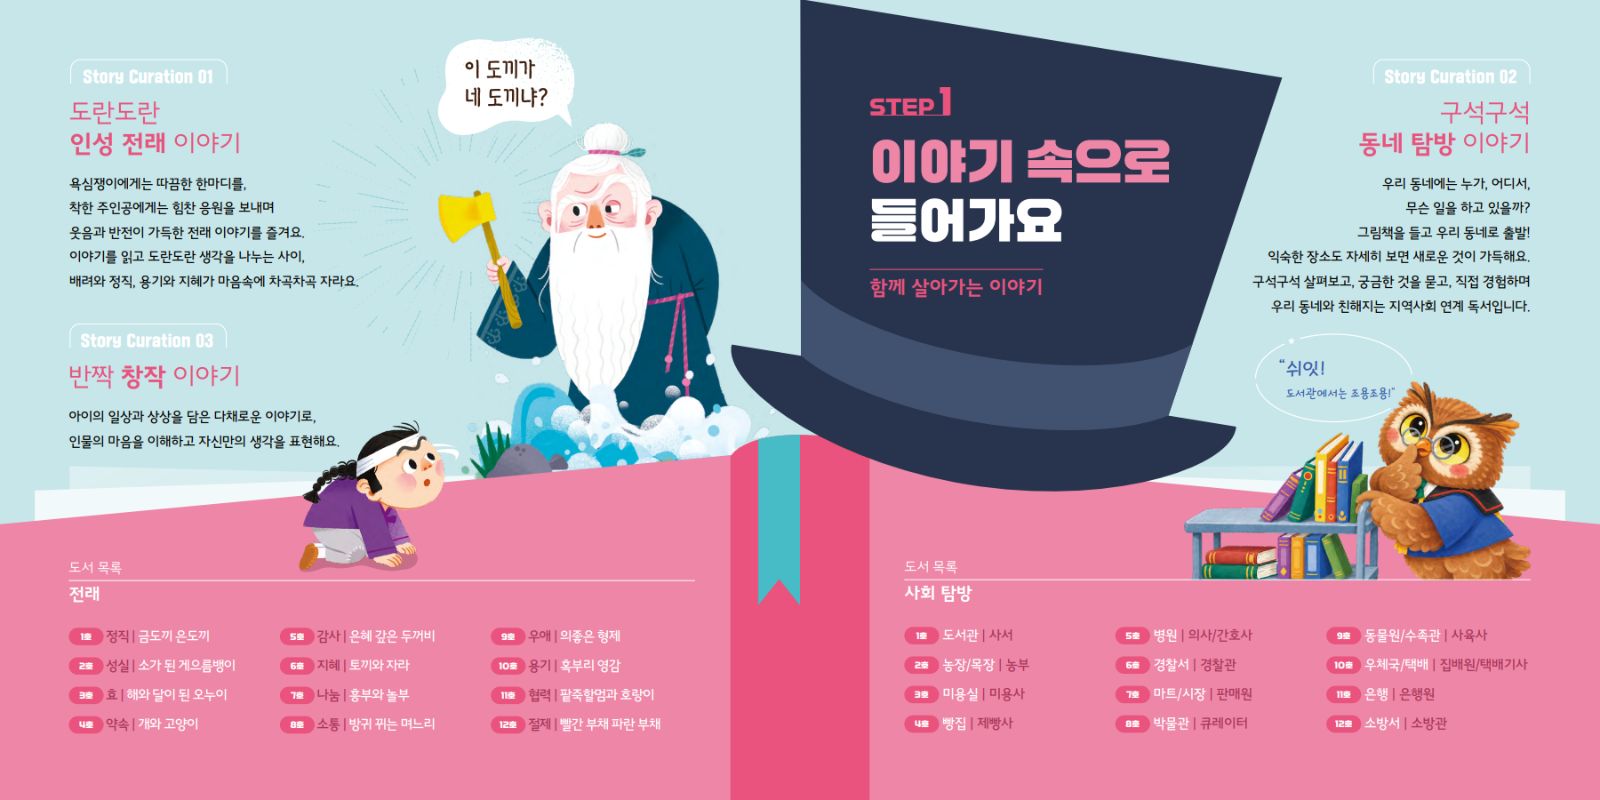 Story Curation 01
도란도란
인성 전래 이야기
욕심쟁이에게는 따끔한 한마디를,
착한 주인공에게는 힘찬 응원을 보내며
웃음과 반전이 가득한 전래 이야기를 즐겨요.
이야기를 읽고 도란도란 생각을 나누는 사이,
배려와 정직, 용기와 지혜가 마음속에 차곡차곡 자라요.
Story Curation 03
반짝 창작 이야기
아이의 일상과 상상을 담은 다채로운 이야기로,
인물의 마음을 이해하고 자신만의 생각을 표현해요.
이 도끼가
네 도끼냐?
STEP 1
이야기 속으로
들어가요
함께 살아가는 이야기
Story Curation 02
구석구석
동네 탐방 이야기
우리 동네에는 누가, 어디서,
무슨 일을 하고 있을까?
그림책을 들고 우리 동네로 출발!
익숙한 장소도 자세히 보면 새로운 것이 가득해요.
구석구석 살펴보고, 궁금한 것을 묻고, 직접 경험하며
우리 동네와 친해지는 지역사회 연계 독서입니다.
“쉬잇!
도서관에서는 조용조용!”
도서 목록
전래
1호 정직 | 금도끼 은도끼
2호 성실 | 소가 된 게으름뱅이
3호 효 | 해와 달이 된 오누이
4호 약속 | 개와 고양이
5호 감사 | 은혜 갚은 두꺼비
6호 지혜 | 토끼와 자라
7호 나눔 | 흥부와 놀부
8호 소통 | 방귀 뀌는 며느리
9호 우애 | 의좋은 형제
10호 용기 | 혹부리 영감
11호 협력 | 팥죽할멈과 호랑이
12호 절제 | 빨간 부채 파란 부채
도서 목록
사회 탐방
1호 도서관 | 사서
2호 농장/목장 | 농부
3호 미용실 | 미용사
4호 빵집 | 제빵사
5호 병원 | 의사/간호사
6호 경찰서 | 경찰관
7호 마트/시장 | 판매원
8호 박물관 | 큐레이터
9호 동물원/수족관 | 사육사
10호 우체국/택배 | 집배원/택배기사
11호 은행 | 은행원
12호 소방서 | 소방관